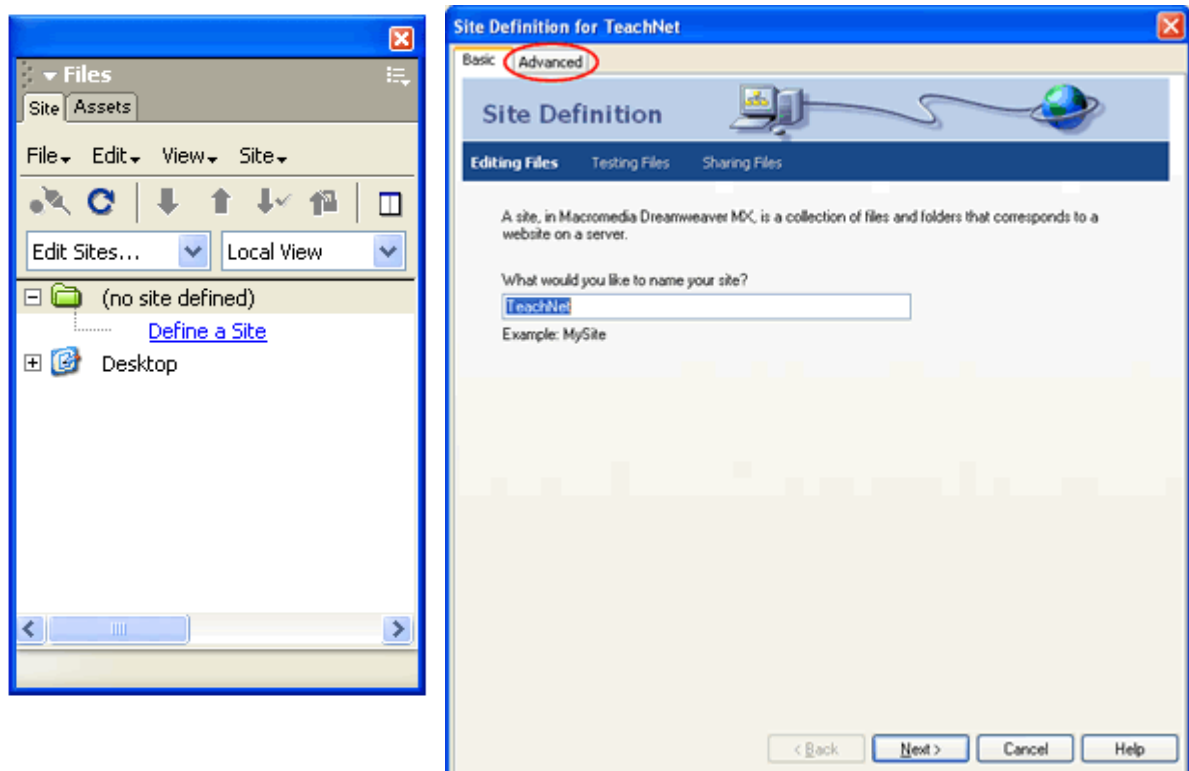 Files
Site Assets
File Edit View Site
Edit Sites... Local View
(no site defined)
Define a Site
Desktop
Site Definition for TeachNet
Basic Advanced
Site Definition
Editing Files Testing Files Sharing Files
A site, in Macromedia Dreamweaver MX, is a collection of files and folders that corresponds to a
website on a server.
What would you like to name your site?
TeachNet
Example: MySite
< Back Next > Cancel Help